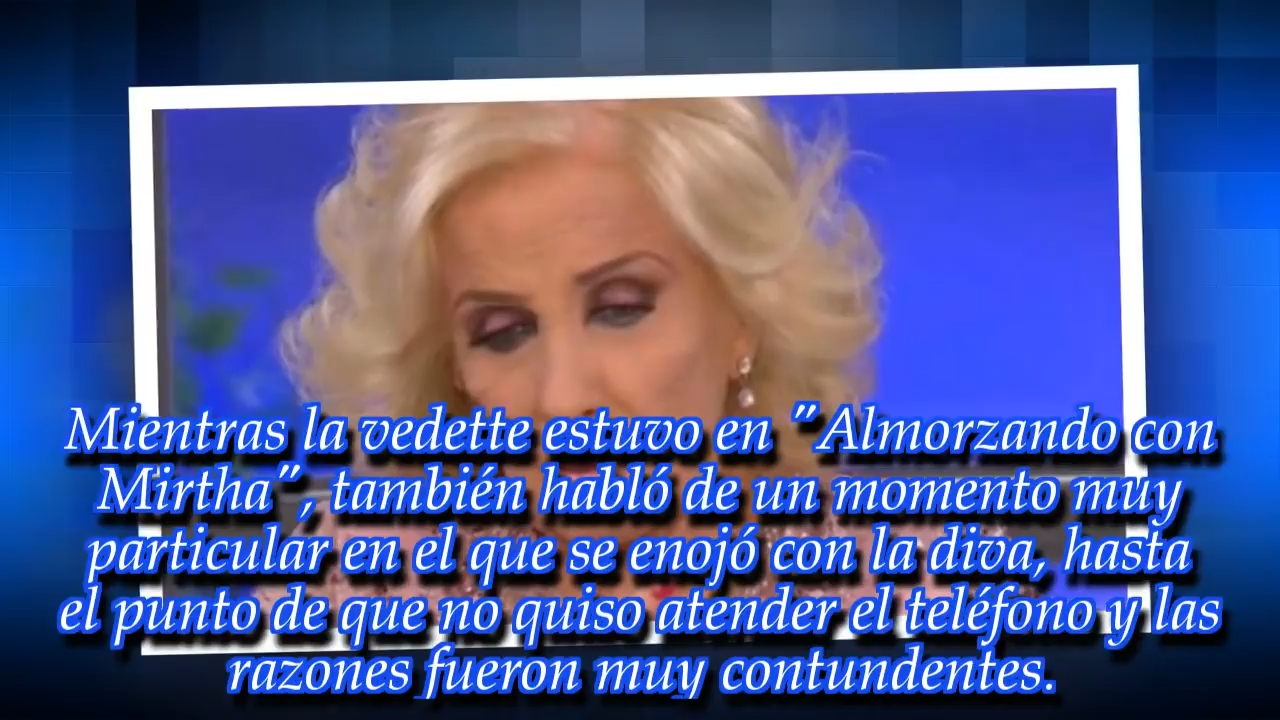 Mientras la vedette estuvo en "Almorzando con
Mirtha", también habló de un momento muy
particular en el que se enojó con la diva, hasta
el punto de que no quiso atender el teléfono y las
razones fueron muy contundentes.